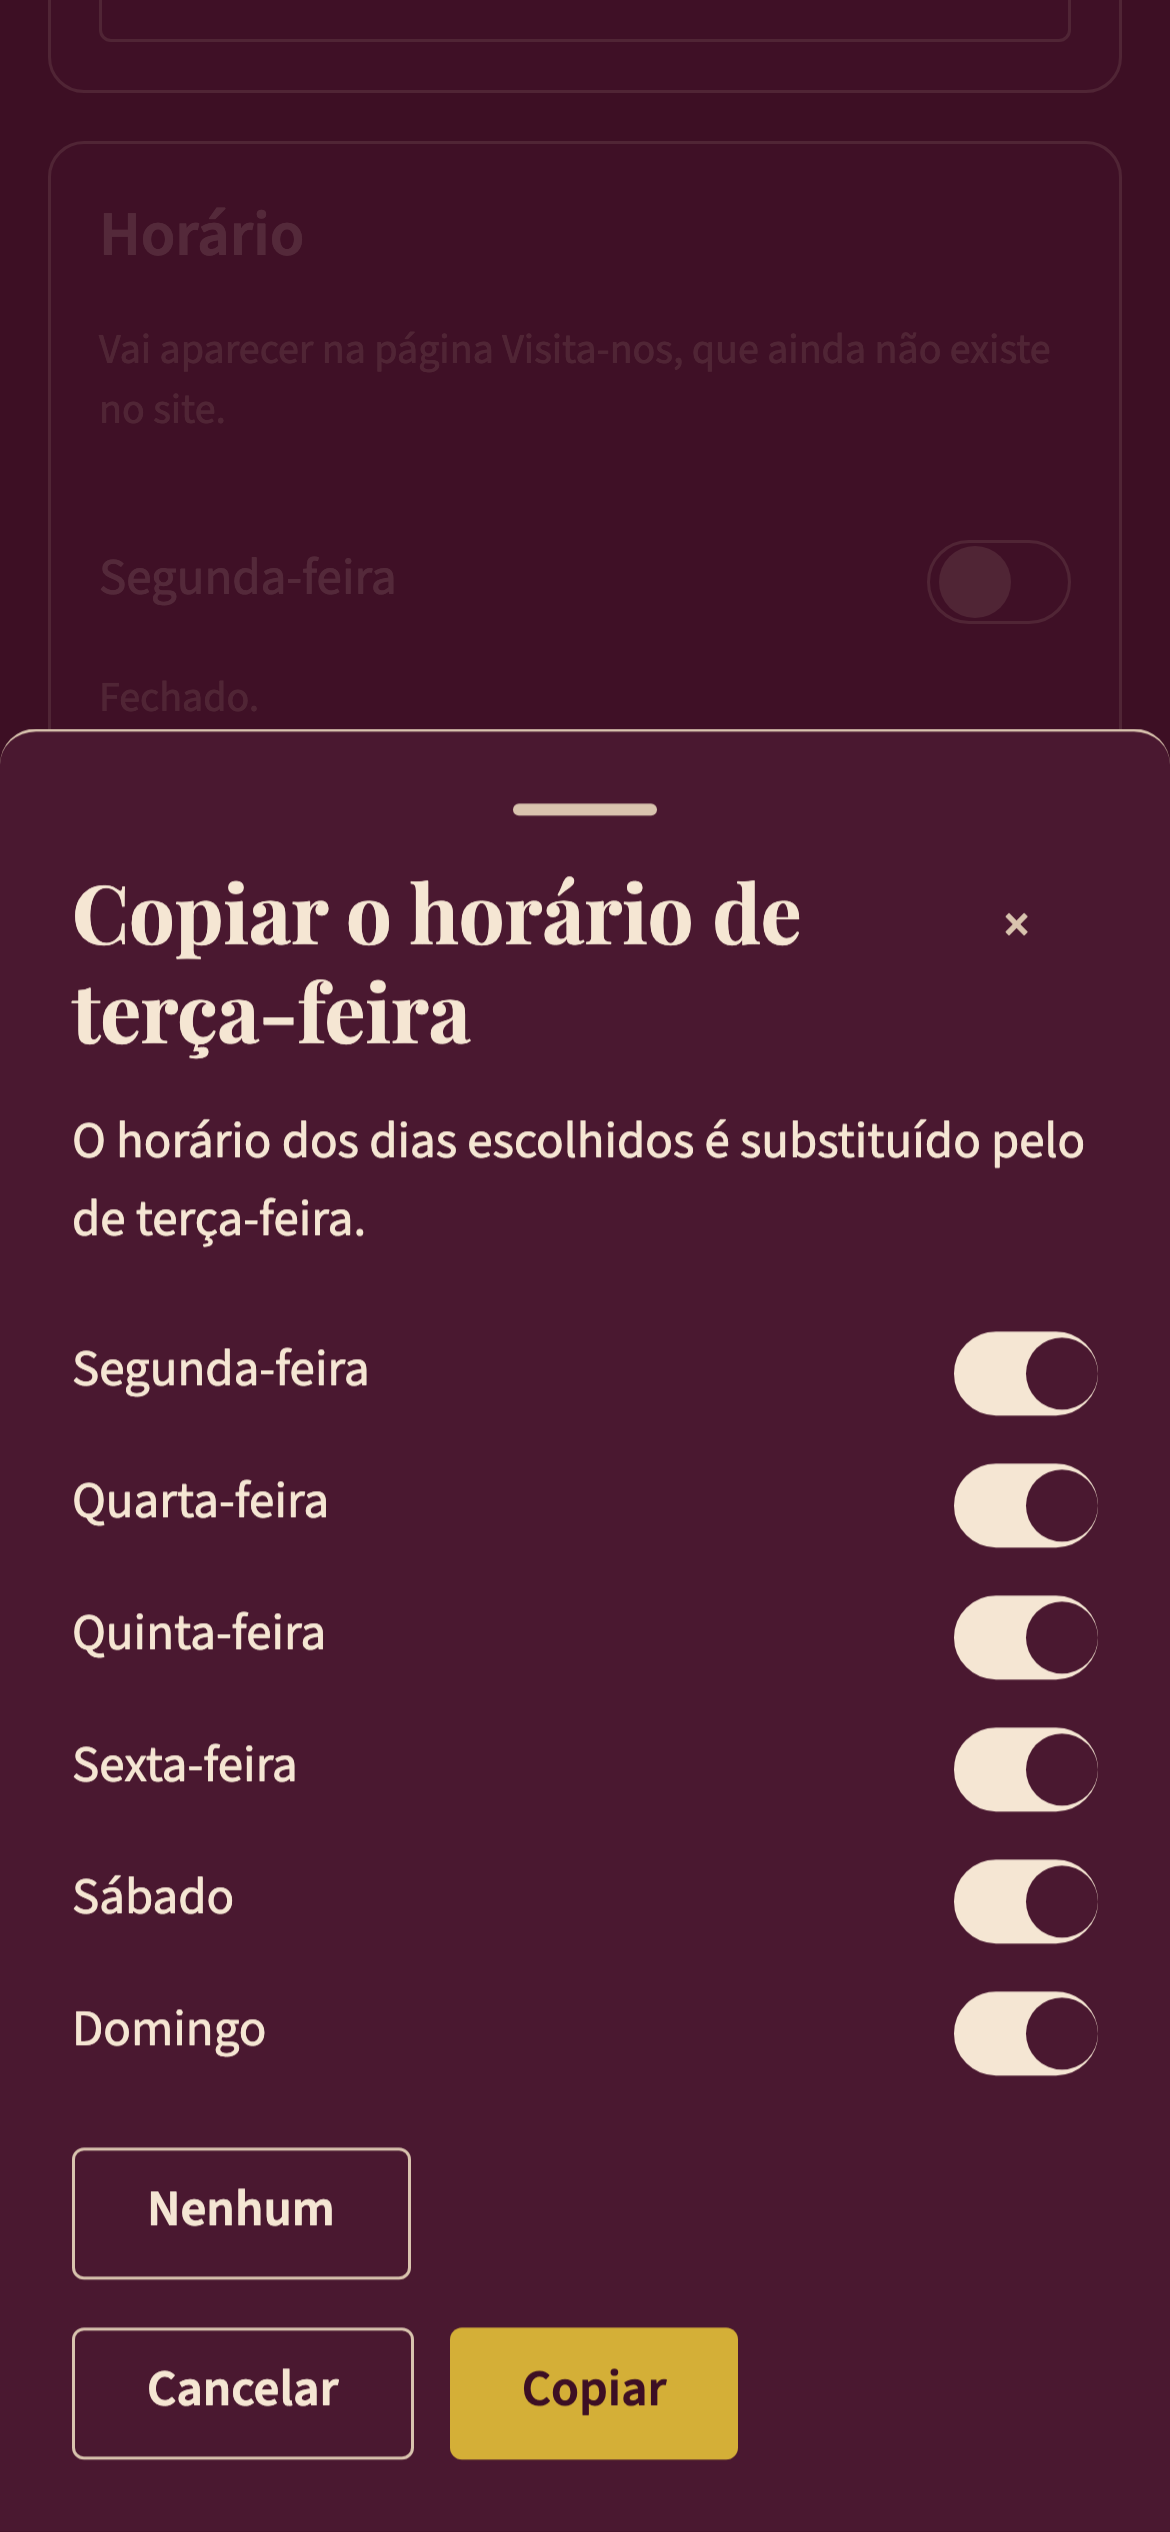 Horário
Vai aparecer na página Visita-nos, que ainda não existe
no site.
Segunda-feira
Fechado.
Copiar o horário de
terça-feira
×
O horário dos dias escolhidos é substituído pelo
de terça-feira.
Segunda-feira
Quarta-feira
Quinta-feira
Sexta-feira
Sábado
Domingo
Nenhum
Cancelar
Copiar